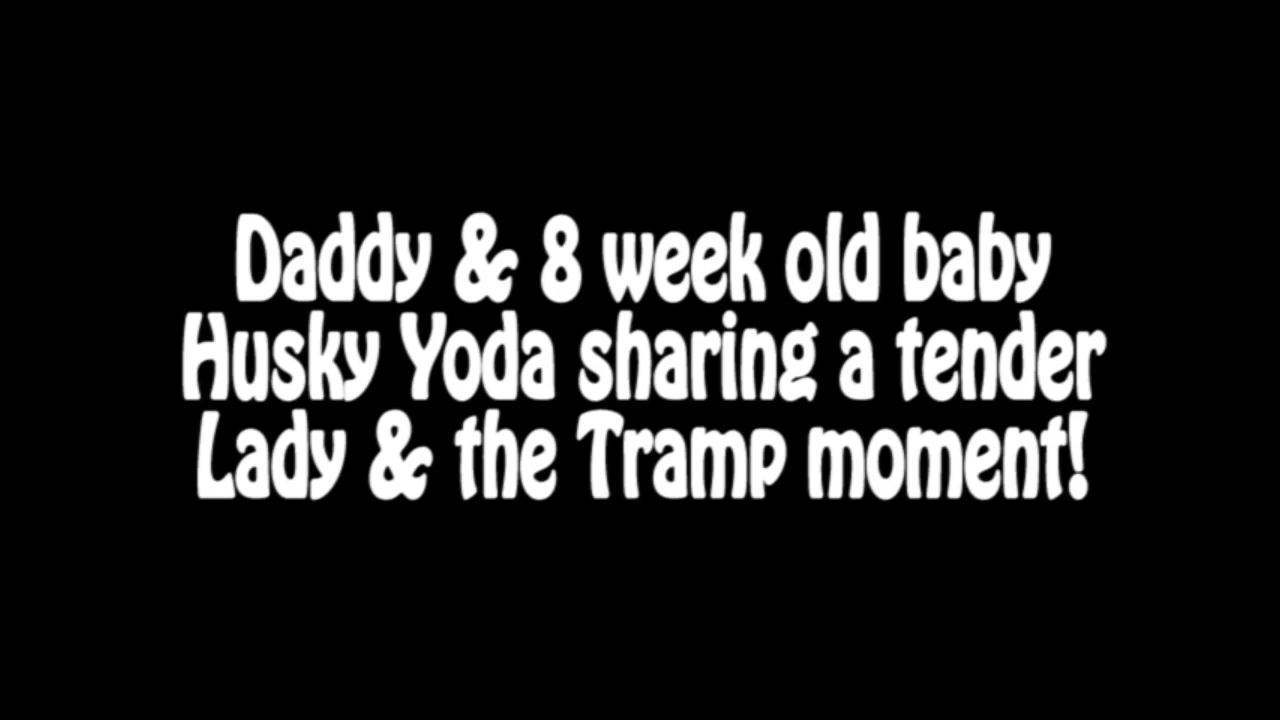 Daddy & 8 week old baby
Husky Yoda sharing a tender
Lady & the Tramp moment!